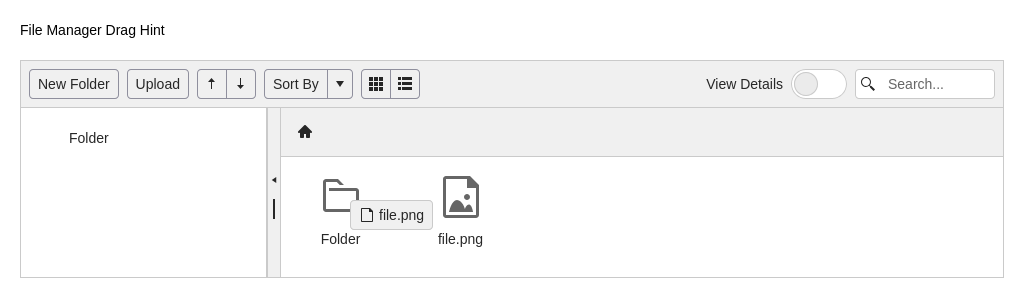 File Manager Drag Hint
New Folder Upload Sort By View Details Search...
Folder
file.png
Folder file.png